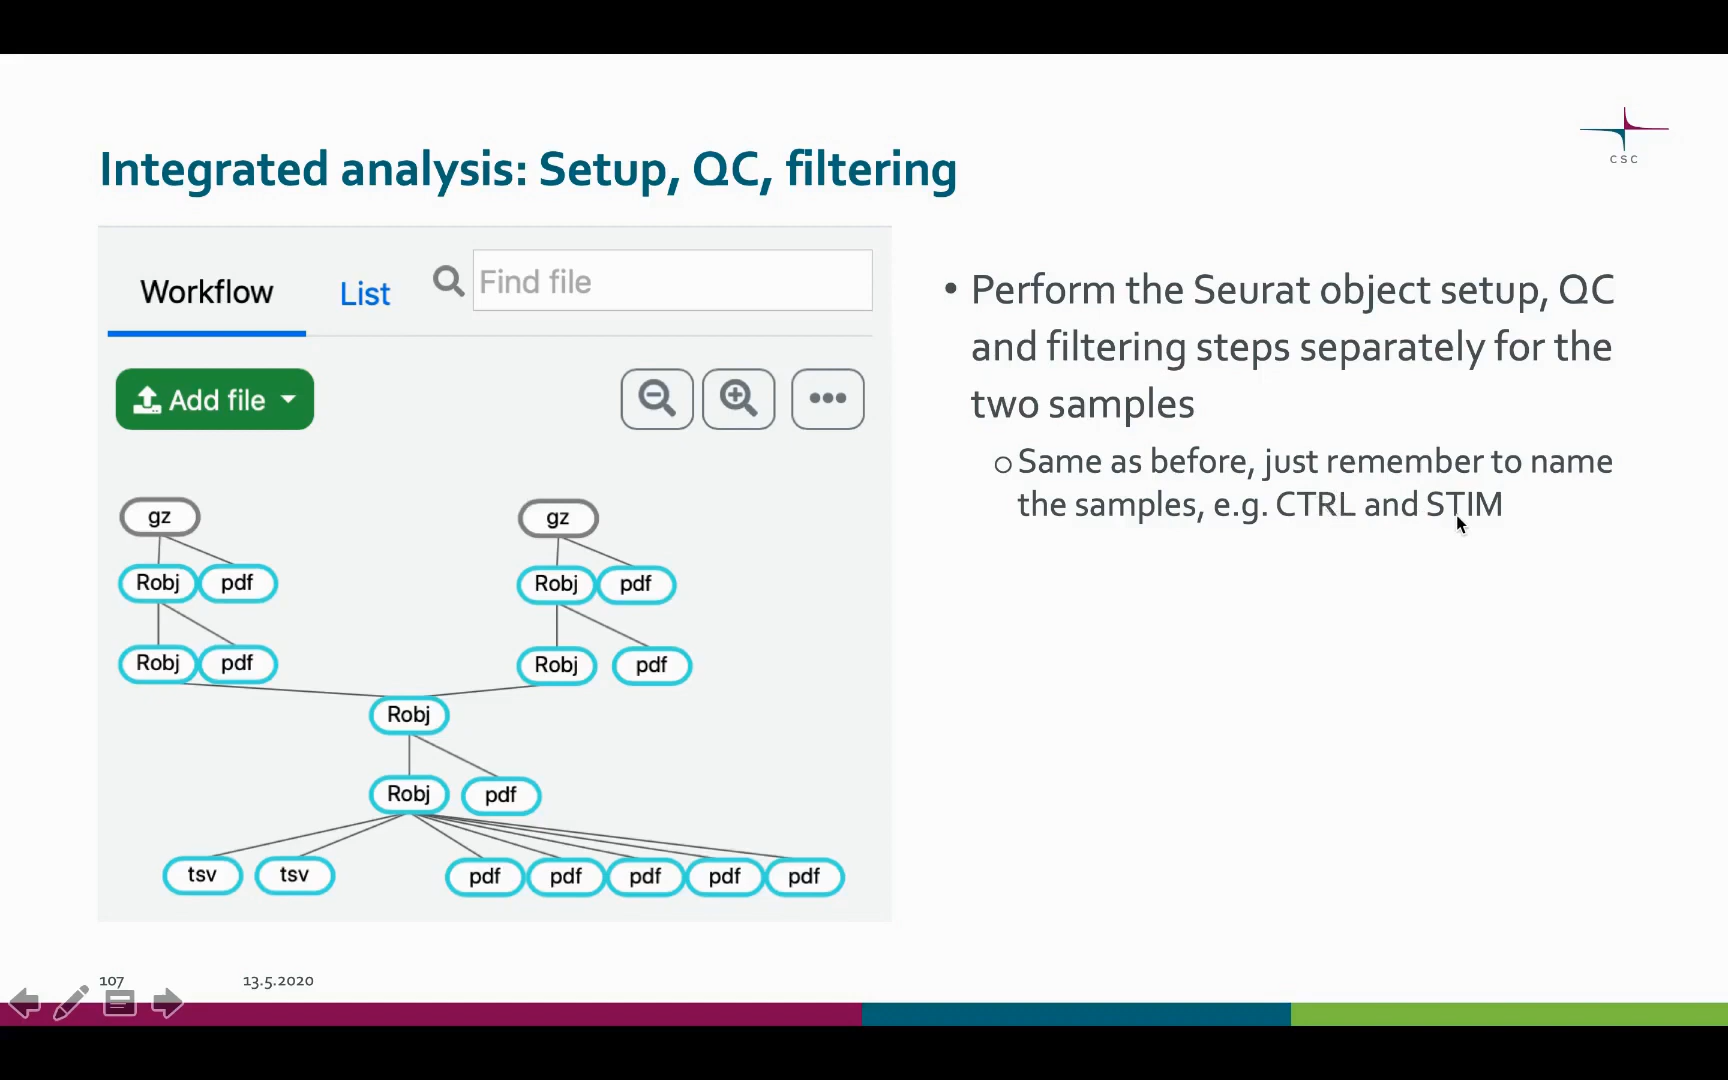 CSC
Integrated analysis: Setup, QC, filtering
Workflow
List
Find file
Add file
gz
gz
Robj
pdf
Robj
pdf
Robj
pdf
Robj
pdf
Robj
Robj
pdf
tsv
tsv
pdf
pdf
pdf
pdf
pdf
• Perform the Seurat object setup, QC
and filtering steps separately for the
two samples
o Same as before, just remember to name
the samples, e.g. CTRL and STIM
107
13.5.2020